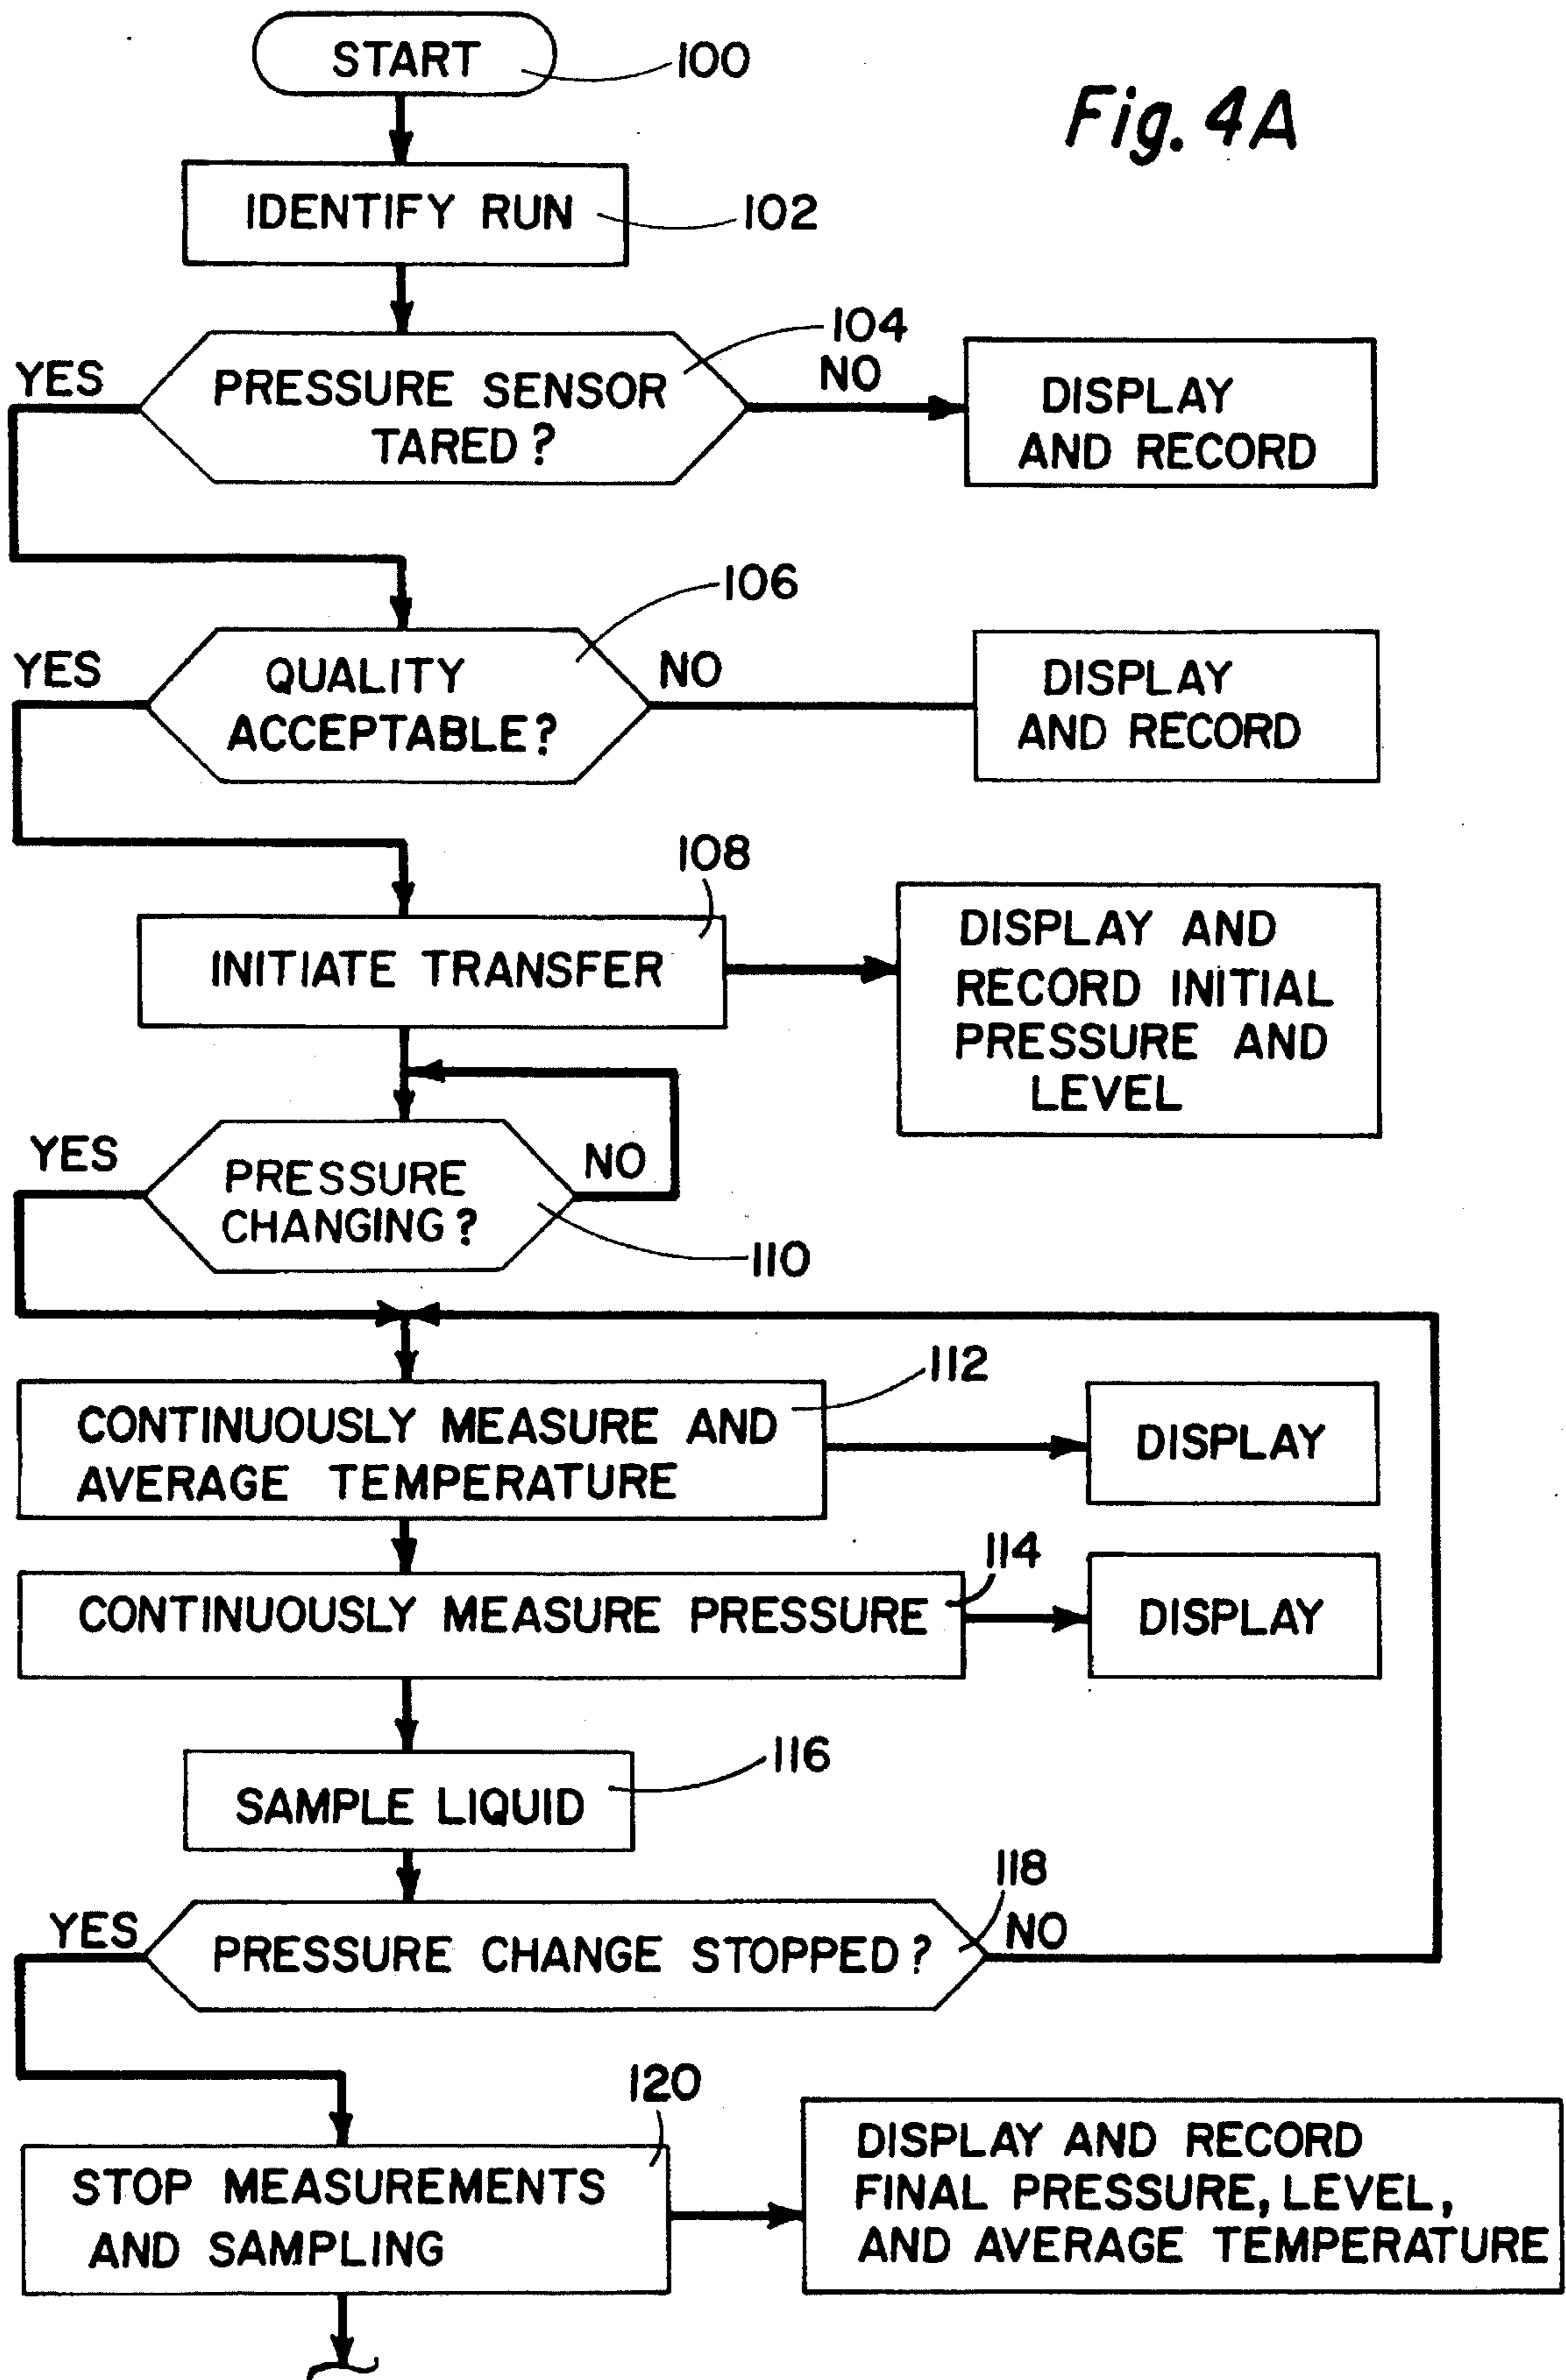 START
100
Fig. 4A
IDENTIFY RUN
102
104
YES
PRESSURE SENSOR
TARED ?
NO
DISPLAY
AND RECORD
106
YES
QUALITY
ACCEPTABLE?
NO
DISPLAY
AND RECORD
108
INITIATE TRANSFER
DISPLAY AND
RECORD INITIAL
PRESSURE AND
LEVEL
YES
PRESSURE
CHANGING ?
NO
110
112
CONTINUOUSLY MEASURE AND
AVERAGE TEMPERATURE
DISPLAY
114
CONTINUOUSLY MEASURE PRESSURE
DISPLAY
116
SAMPLE LIQUID
118
YES
PRESSURE CHANGE STOPPED ?
NO
120
STOP MEASUREMENTS
AND SAMPLING
DISPLAY AND RECORD
FINAL PRESSURE, LEVEL,
AND AVERAGE TEMPERATURE